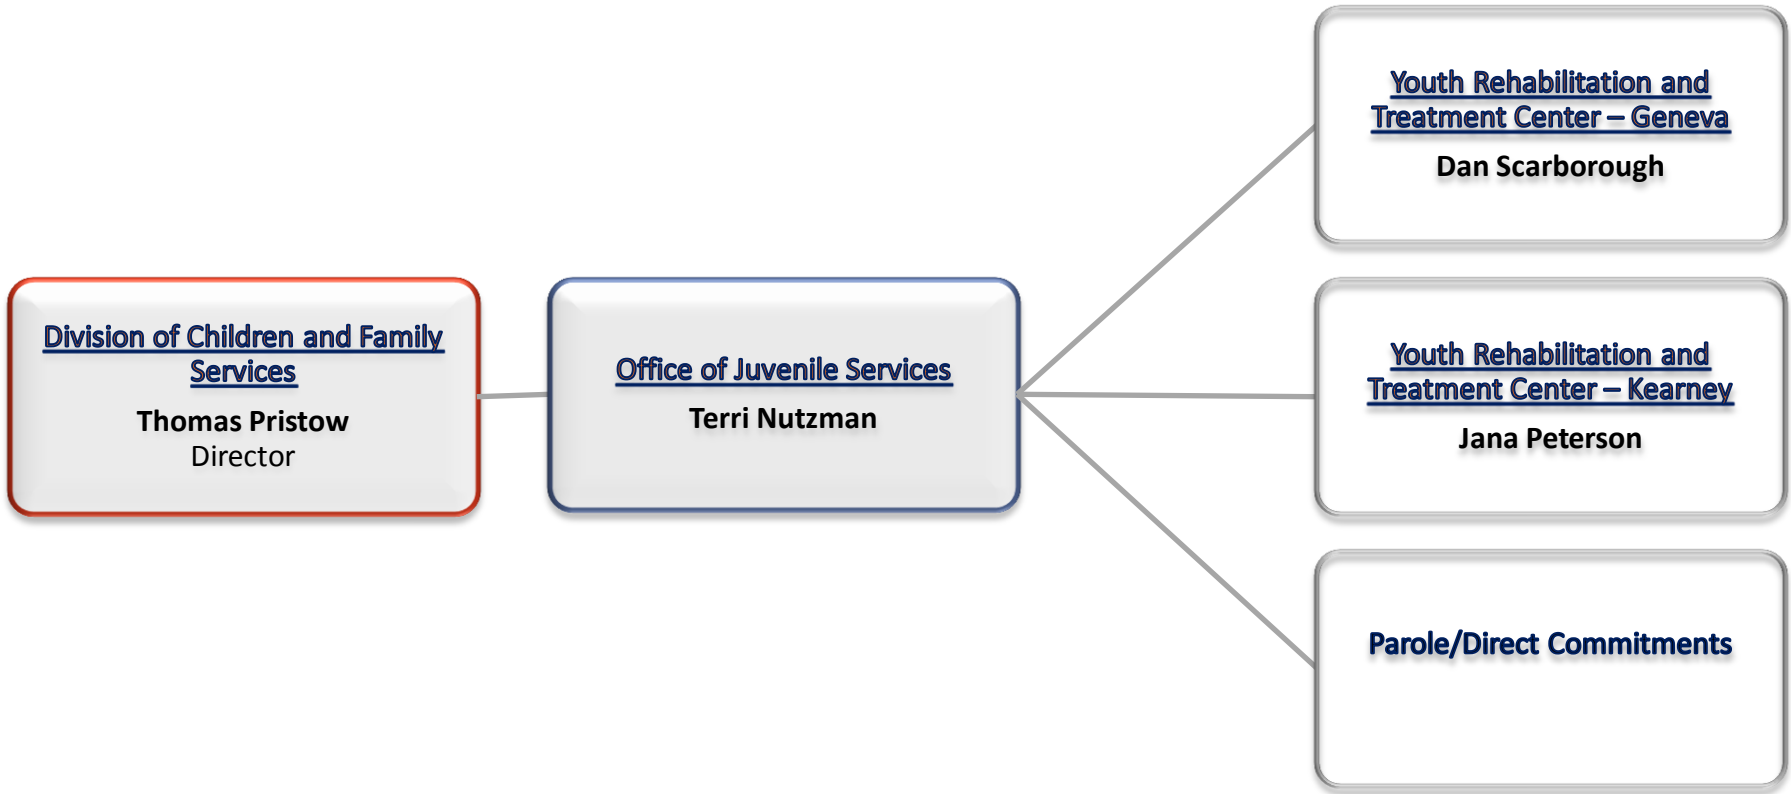 Division of Children and Family
Services
Thomas Pristow
Director
Office of Juvenile Services
Terri Nutzman
Youth Rehabilitation and
Treatment Center – Geneva
Dan Scarborough
Youth Rehabilitation and
Treatment Center – Kearney
Jana Peterson
Parole/Direct Commitments